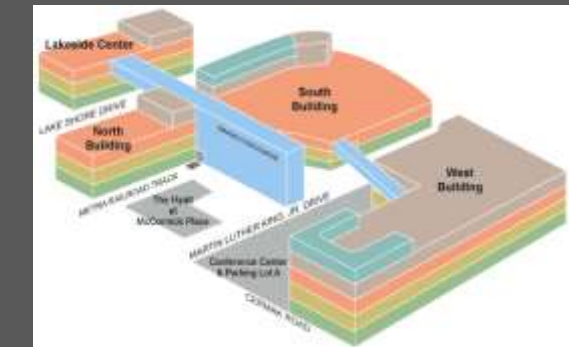 Lakeside Center
LAKE SHORE DRIVE
South
Building
North
Building
METRA RAILROAD TRACK
The Hyatt
at
McCormick Place
West
Building
MARTIN LUTHER KING, JR. DRIVE
Conference Center
& Parking Lot A
CERMAK ROAD